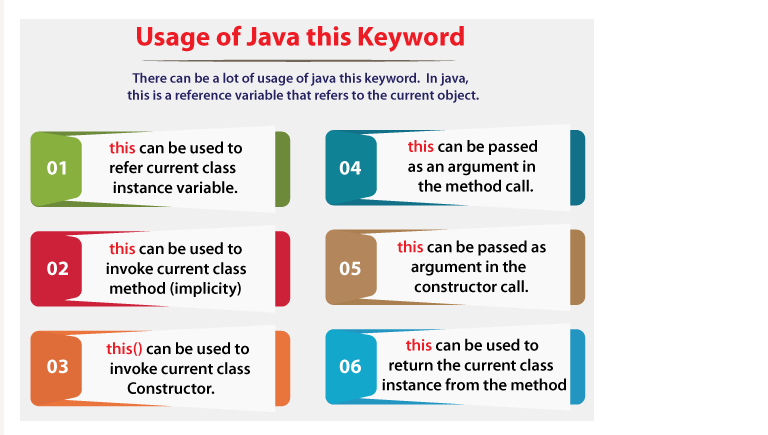 Usage of Java this Keyword
There can be a lot of usage of java this keyword. In java,
this is a reference variable that refers to the current object.
01
this can be used to
refer current class
instance variable.
02
this can be used to
invoke current class
method (implicity)
03
this() can be used to
invoke current class
Constructor.
04
this can be passed
as an argument in
the method call.
05
this can be passed as
argument in the
constructor call.
06
this can be used to
return the current class
instance from the method